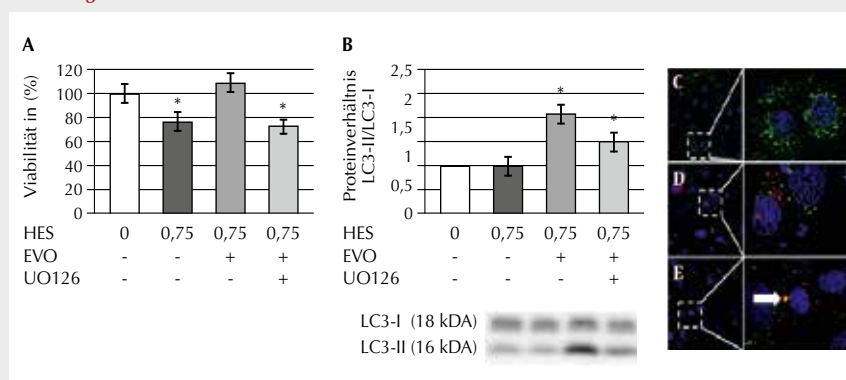 A
Viabilität in (%)
120
100
80
60
40
20
0
* *
HES 0 0,75 0,75 0,75
EVO - - + +
UO126 - - - +
B
Proteinverhältnis
LC3-II/LC3-I
2,5
2
1,5
1
0,5
0
* *
HES 0 0,75 0,75 0,75
EVO - - + +
UO126 - - - +
LC3-I (18 kDA)
LC3-II (16 kDA)
C
D
E